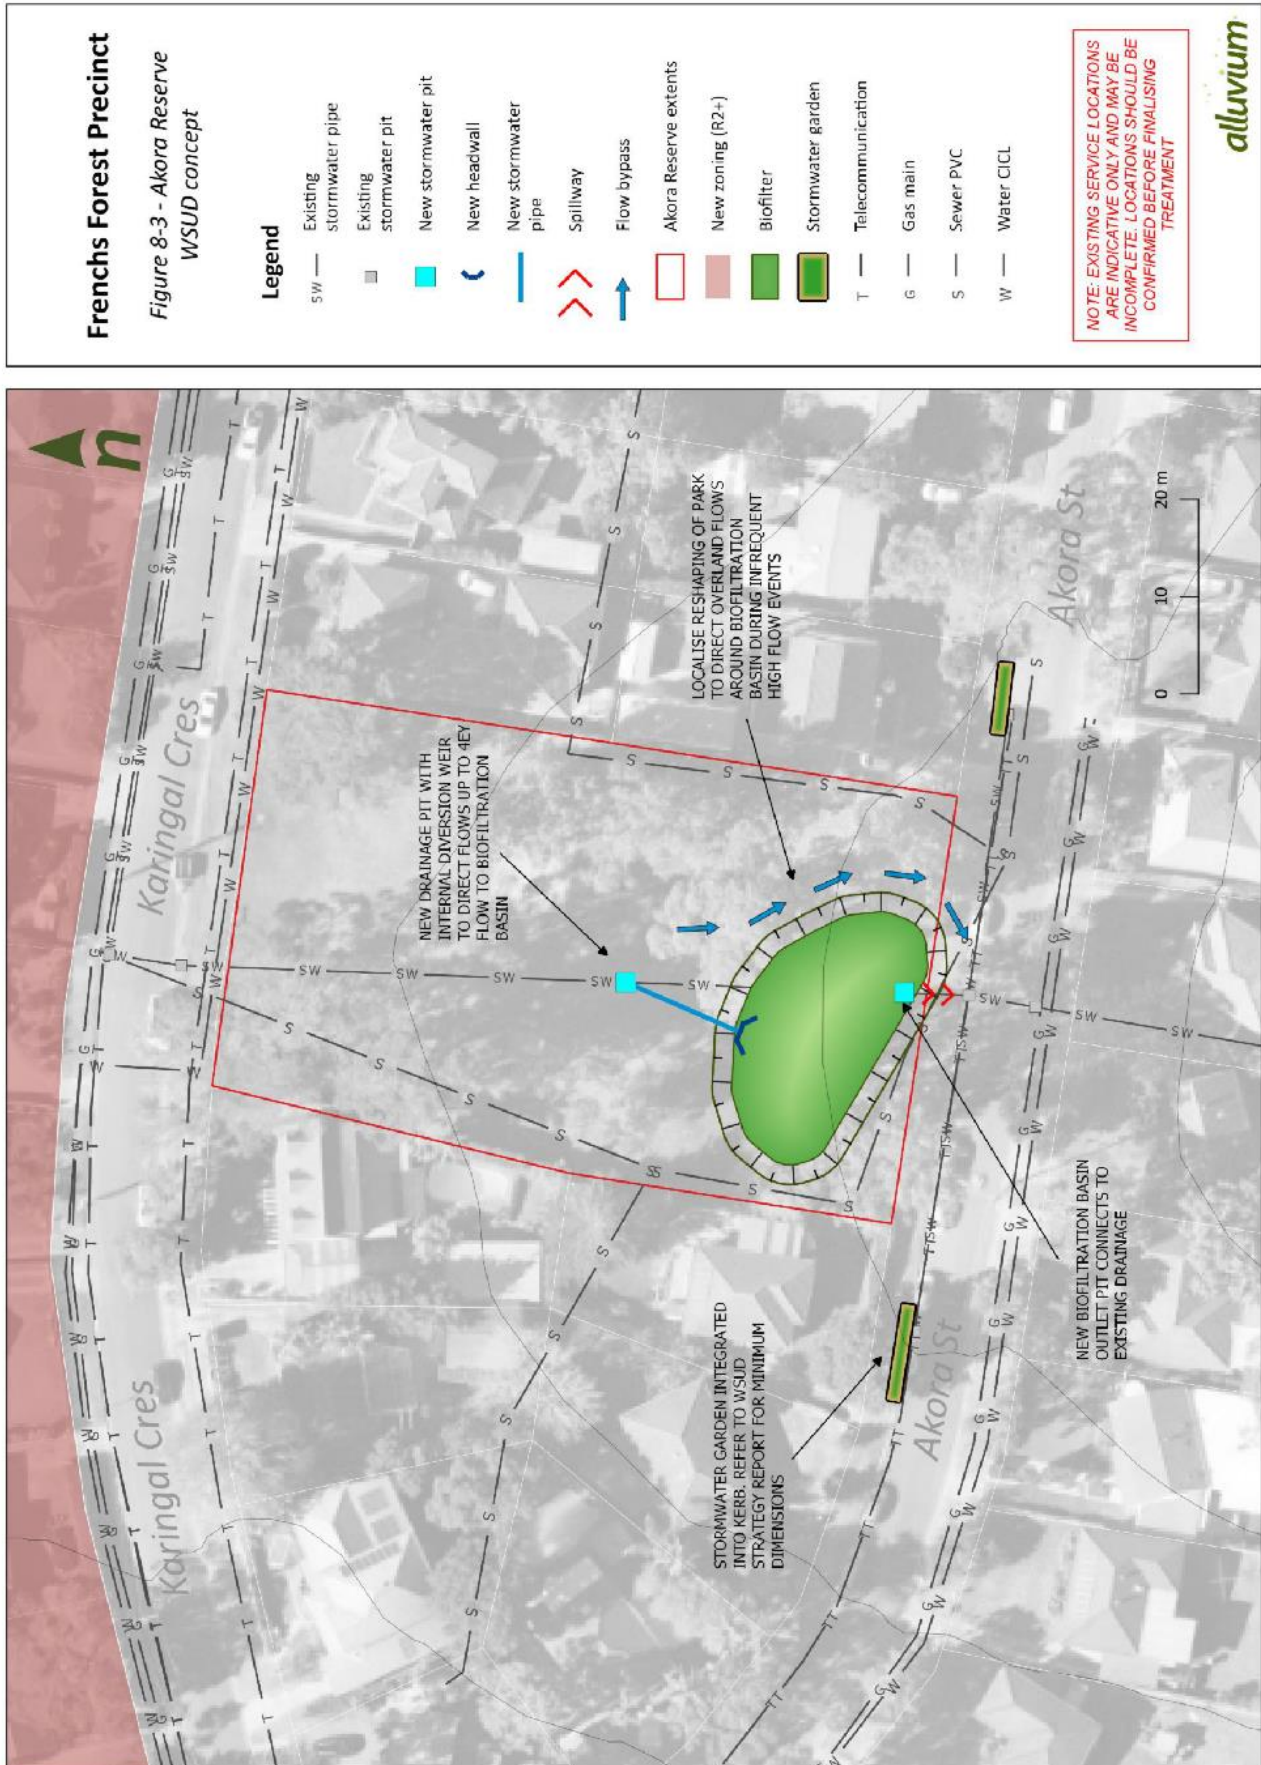 Frenchs Forest Precinct
Figure 8-3 - Akora Reserve
WSUD concept
Legend
SW
Existing
stormwater pipe
Existing
stormwater pit
New stormwater pit
New headwall
New stormwater
pipe
Spillway
Flow bypass
Akora Reserve extents
New zoning (R2+)
Biofilter
Stormwater garden
T
Telecommunication
G
Gas main
S
Sewer PVC
W
Water CICL
NOTE: EXISTING SERVICE LOCATIONS
ARE INDICATIVE ONLY AND MAY BE
INCOMPLETE. LOCATIONS SHOULD BE
CONFIRMED BEFORE FINALISING
TREATMENT
alluvium
n
Karingal Cres
Karingal Cres
NEW DRAINAGE PIT WITH
INTERNAL DIVERSION WEIR
TO DIRECT FLOWS UP TO 4EY
FLOW TO BIOFILTRATION
BASIN
LOCALISE RESHAPING OF PARK
TO DIRECT OVERLAND FLOWS
AROUND BIOFILTRATION
BASIN DURING INFREQUENT
HIGH FLOW EVENTS
STORMWATER GARDEN INTEGRATED
INTO KERB. REFER TO WSUD
STRATEGY REPORT FOR MINIMUM
DIMENSIONS
NEW BIOFILTRATION BASIN
OUTLET PIT CONNECTS TO
EXISTING DRAINAGE
Akora St
Akora St
0 10 20 m